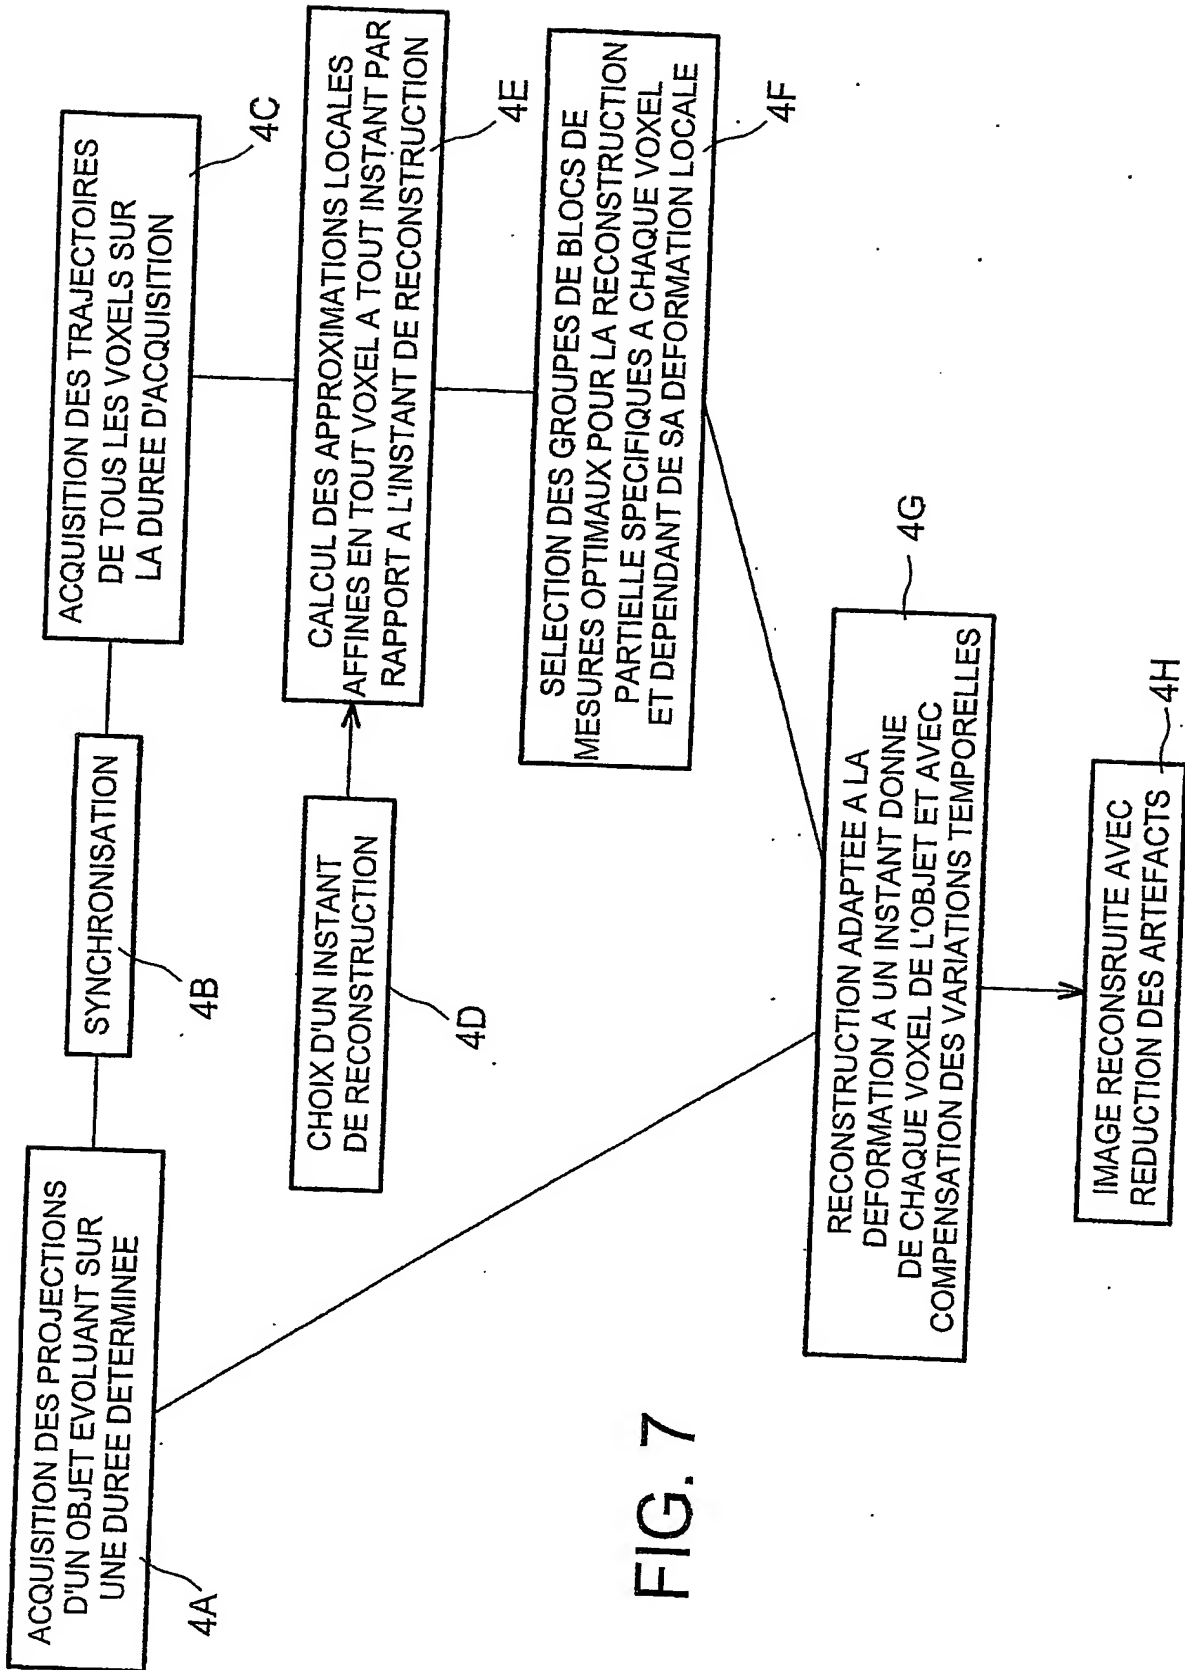 ACQUISITION DES PROJECTIONS
D'UN OBJET EVOLUANT SUR
UNE DUREE DETERMINEE
4A
SYNCHRONISATION
4B
ACQUISITION DES TRAJECTOIRES
DE TOUS LES VOXELS SUR
LA DUREE D'ACQUISITION
4C
CHOIX D'UN INSTANT
DE RECONSTRUCTION
4D
CALCUL DES APPROXIMATIONS LOCALES
AFFINES EN TOUT VOXEL A TOUT INSTANT PAR
RAPPORT A L'INSTANT DE RECONSTRUCTION
4E
SELECTION DES GROUPES DE BLOCS DE
MESURES OPTIMAUX POUR LA RECONSTRUCTION
PARTIELLE SPECIFIQUES A CHAQUE VOXEL
ET DEPENDANT DE SA DEFORMATION LOCALE
4F
RECONSTRUCTION ADAPTEE A LA
DEFORMATION A UN INSTANT DONNE
DE CHAQUE VOXEL DE L'OBJET ET AVEC
COMPENSATION DES VARIATIONS TEMPORELLES
4G
IMAGE RECONSRUITE AVEC
REDUCTION DES ARTEFACTS
4H
FIG. 7